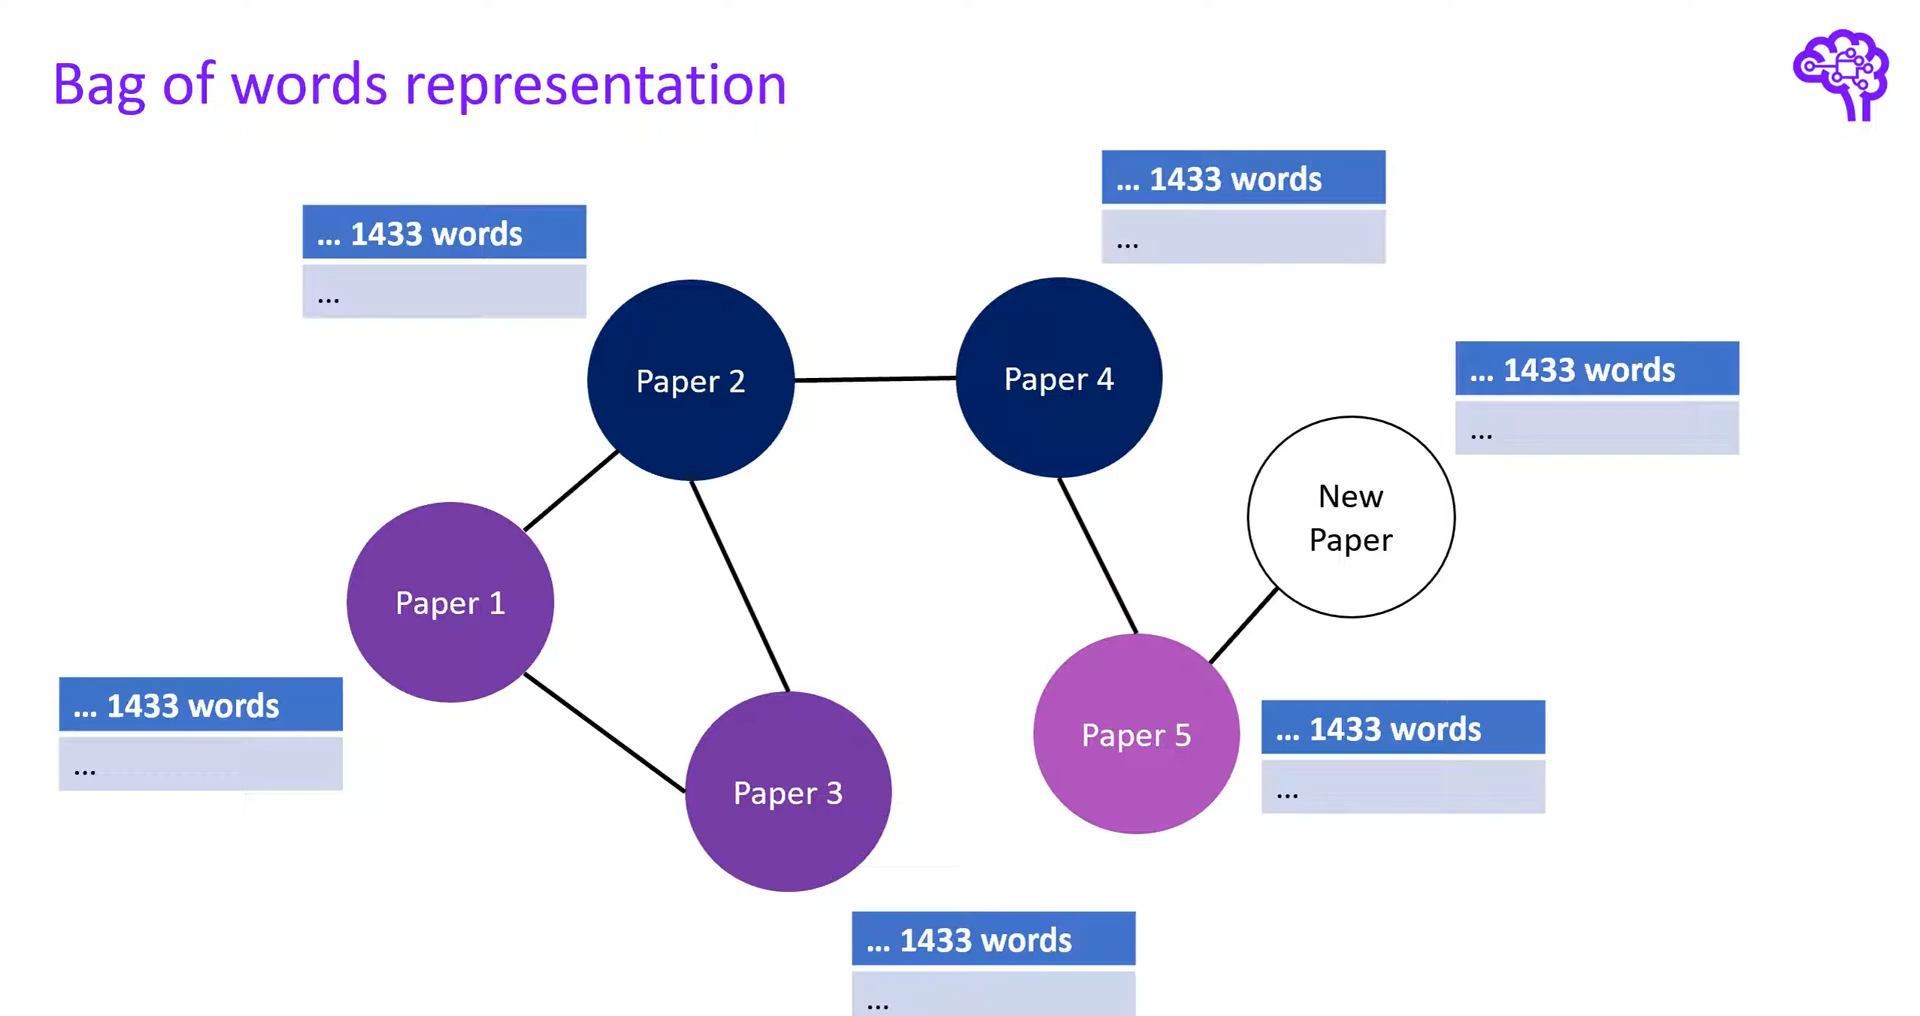 Bag of words representation
... 1433 words
...
... 1433 words
...
Paper 2
Paper 4
... 1433 words
...
New
Paper
Paper 1
... 1433 words
...
Paper 3
Paper 5
... 1433 words
...
... 1433 words
...